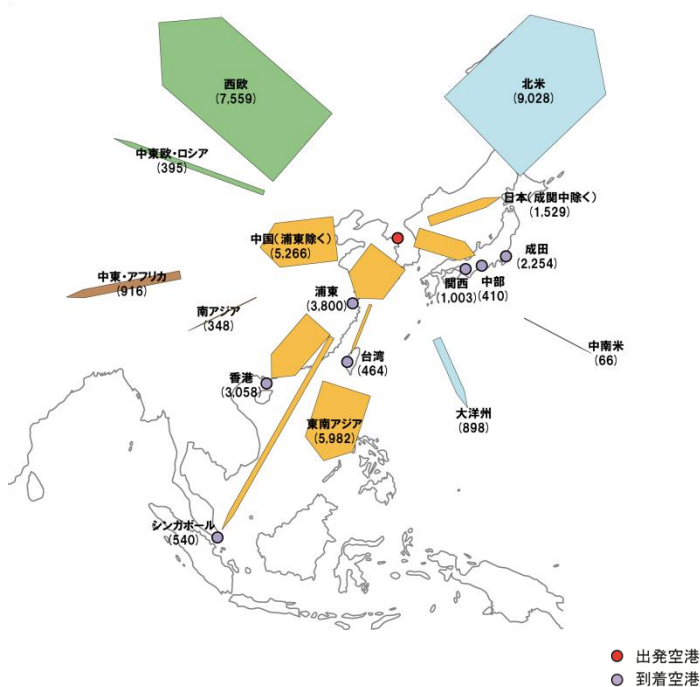 西欧
(7,559)
北米
(9,028)
中東欧・ロシア
(395)
日本(成関中除く)
(1,529)
中国(浦東除く)
(5,266)
成田
(2,254)
中東・アフリカ
(916)
関西
(1,003)
中部
(410)
浦東
(3,800)
南アジア
(348)
中南米
(66)
台湾
(464)
香港
(3,058)
大洋州
(898)
東南アジア
(5,982)
シンガポール
(540)
出発空港
到着空港